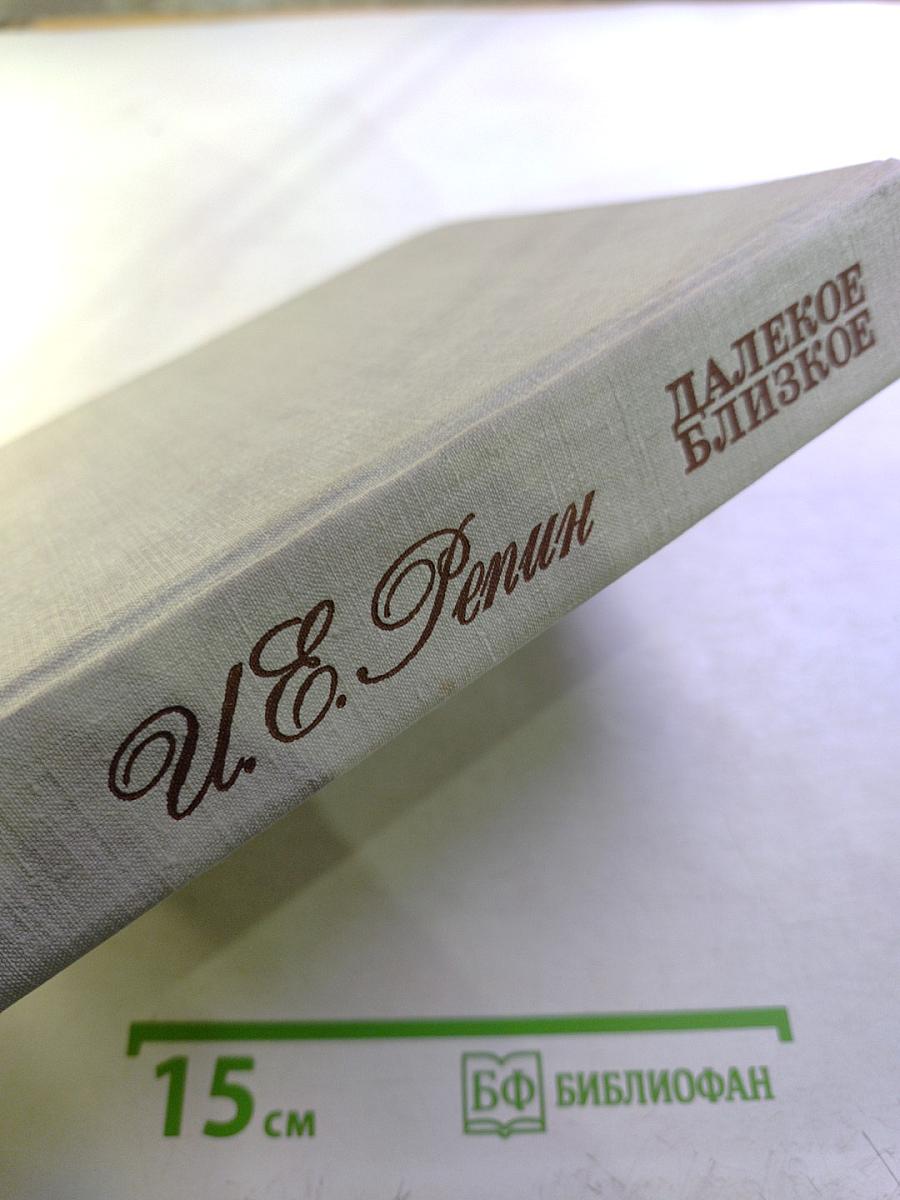 И.Е. Репин
ДАЛЕКОЕ
БЛИЗКОЕ
15 см
БФ БИБЛИОФАН